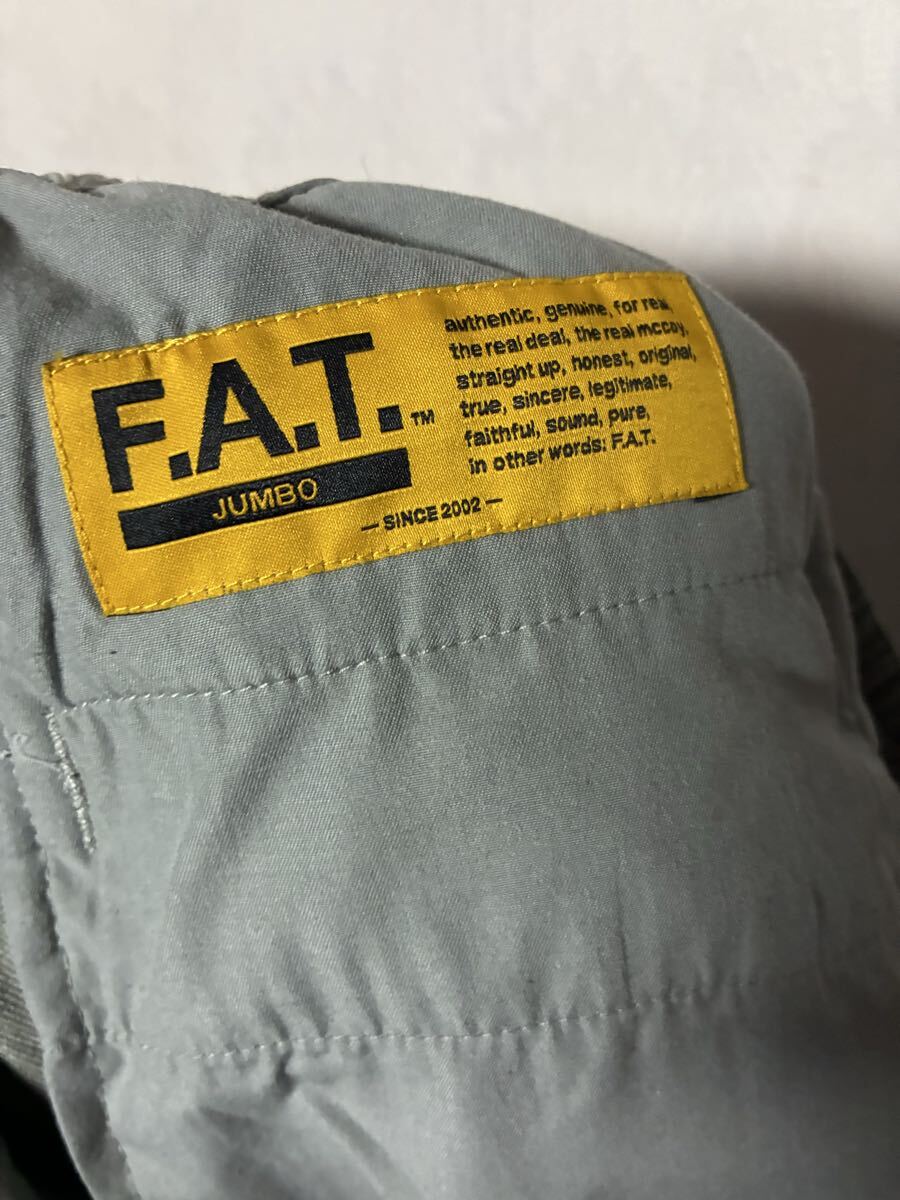 F.A.T.™
JUMBO
— SINCE 2002 —
authentic, genuine, for real,
the real deal, the real mccoy,
straight up, honest, original,
true, sincere, legitimate,
faithful, sound, pure,
in other words: F.A.T.